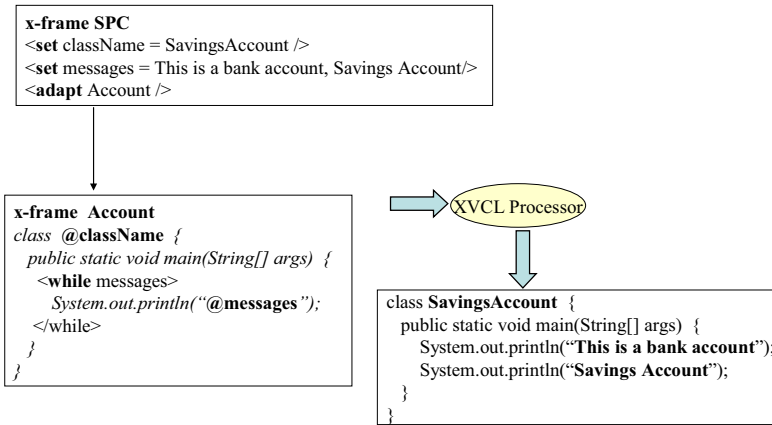 x-frame SPC
<set className = SavingsAccount />
<set messages = This is a bank account, Savings Account/>
<adapt Account />
x-frame  Account
class  @className  {
public static void main(String[] args)  {
<while messages>
System.out.println(“@messages”);
</while>
}
}
XVCL Processor
class SavingsAccount  {
public static void main(String[] args)  {
System.out.println(“This is a bank account”);
System.out.println(“Savings Account”);
}
}